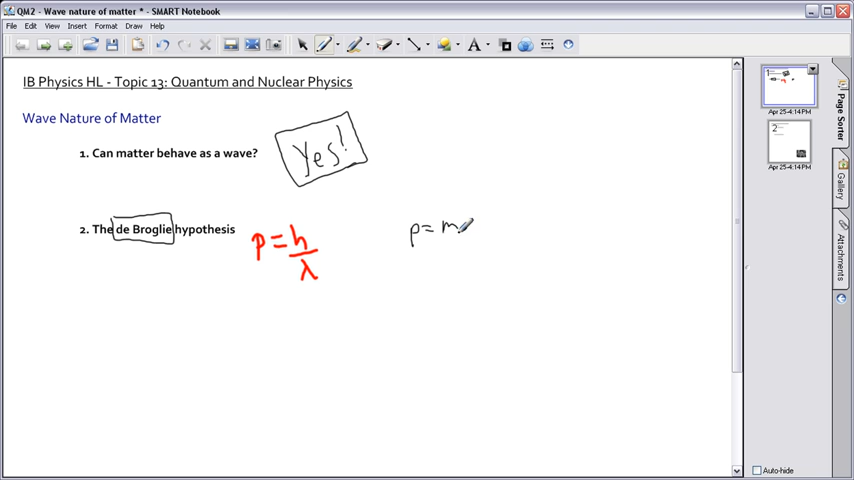 QM2 - Wave nature of matter * - SMART Notebook
File Edit View Insert Format Draw Help
IB Physics HL - Topic 13: Quantum and Nuclear Physics
Wave Nature of Matter
1. Can matter behave as a wave?
Yes!
2. The de Broglie hypothesis
p = h
λ
p = m
1
Apr 25-4:14 PM
2
Apr 25-4:14 PM
Page Sorter
Gallery
Attachments
Auto-hide